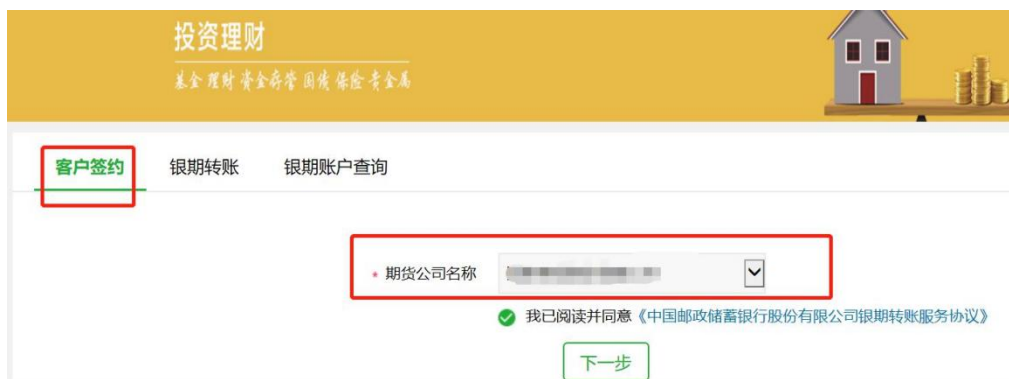 投资理财
基金 理财 资金存管 国债 保险 贵金属
客户签约 银期转账 银期账户查询
* 期货公司名称
我已阅读并同意《中国邮政储蓄银行股份有限公司银期转账服务协议》
下一步